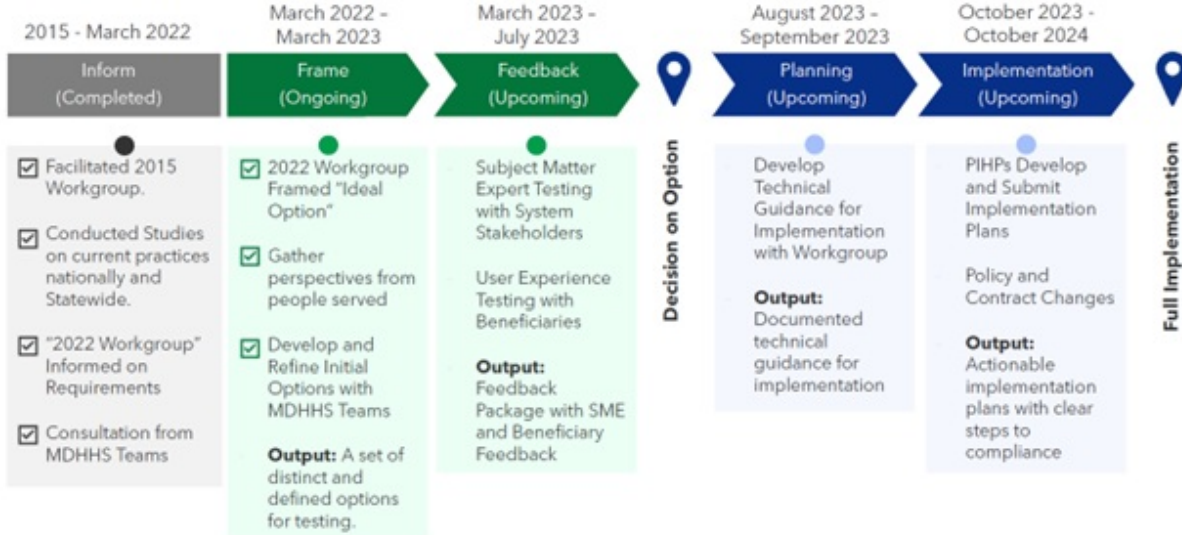 2015 - March 2022
Inform
(Completed)
Facilitated 2015
Workgroup.
Conducted Studies
on current practices
nationally and
Statewide.
"2022 Workgroup"
Informed on
Requirements
Consultation from
MDHHS Teams
March 2022 –
March 2023
Frame
(Ongoing)
2022 Workgroup
Framed "Ideal
Option"
Gather
perspectives from
people served
Develop and
Refine Initial
Options with
MDHHS Teams
Output: A set of
distinct and
defined options
for testing.
March 2023 –
July 2023
Feedback
(Upcoming)
Subject Matter
Expert Testing
with System
Stakeholders
User Experience
Testing with
Beneficiaries
Output:
Feedback
Package with SME
and Beneficiary
Feedback
Decision on Option
August 2023 –
September 2023
Planning
(Upcoming)
Develop
Technical
Guidance for
Implementation
with Workgroup
Output:
Documented
technical
guidance for
implementation
October 2023 -
October 2024
Implementation
(Upcoming)
PIHPs Develop
and Submit
Implementation
Plans
Policy and
Contract Changes
Output:
Actionable
implementation
plans with clear
steps to
compliance
Full Implementation